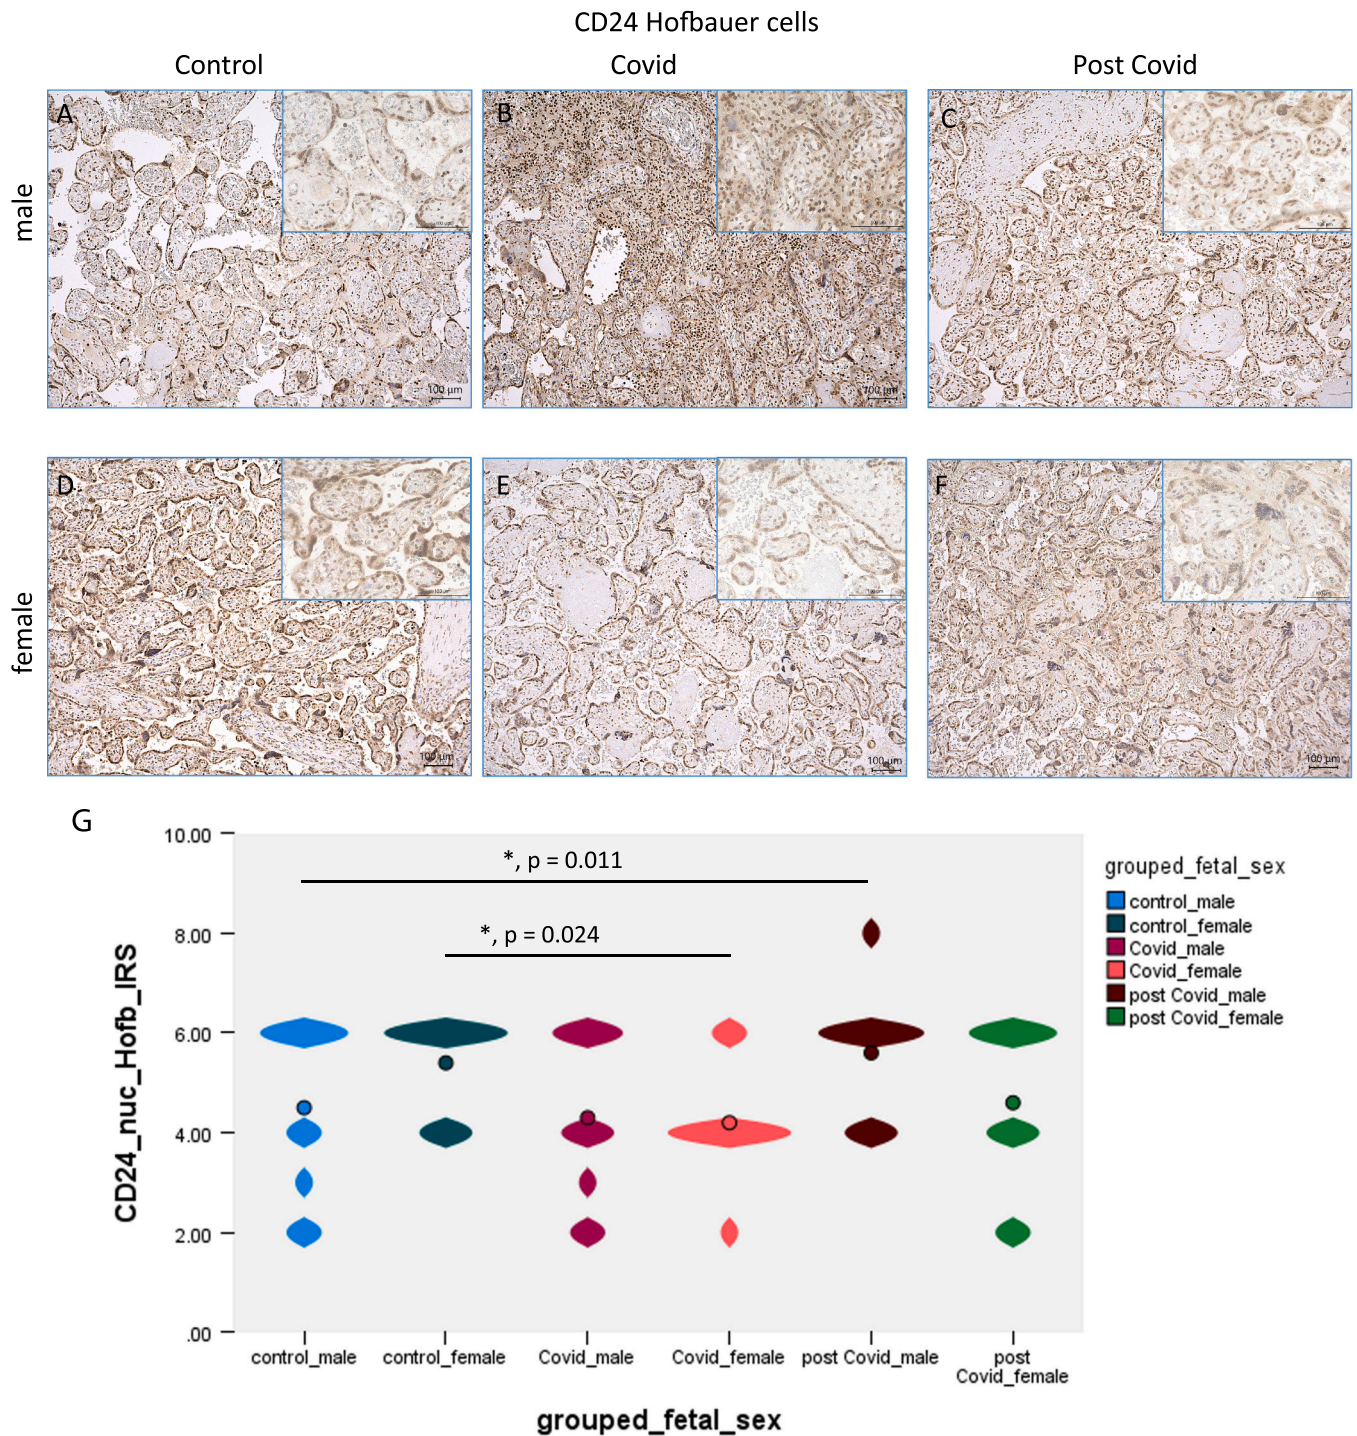 CD24 Hofbauer cells
Control
Covid
Post Covid
male
A
100 µm
B
100 µm
C
female
D
100 µm
E
100 µm
F
100 µm
G
10.00
8.00
6.00
4.00
2.00
.00
CD24_nuc_Hofb_IRS
*, p = 0.011
*, p = 0.024
control_male
control_female
Covid_male
Covid_female
post Covid_male
post
Covid_female
grouped_fetal_sex
grouped_fetal_sex
control_male
control_female
Covid_male
Covid_female
post Covid_male
post Covid_female